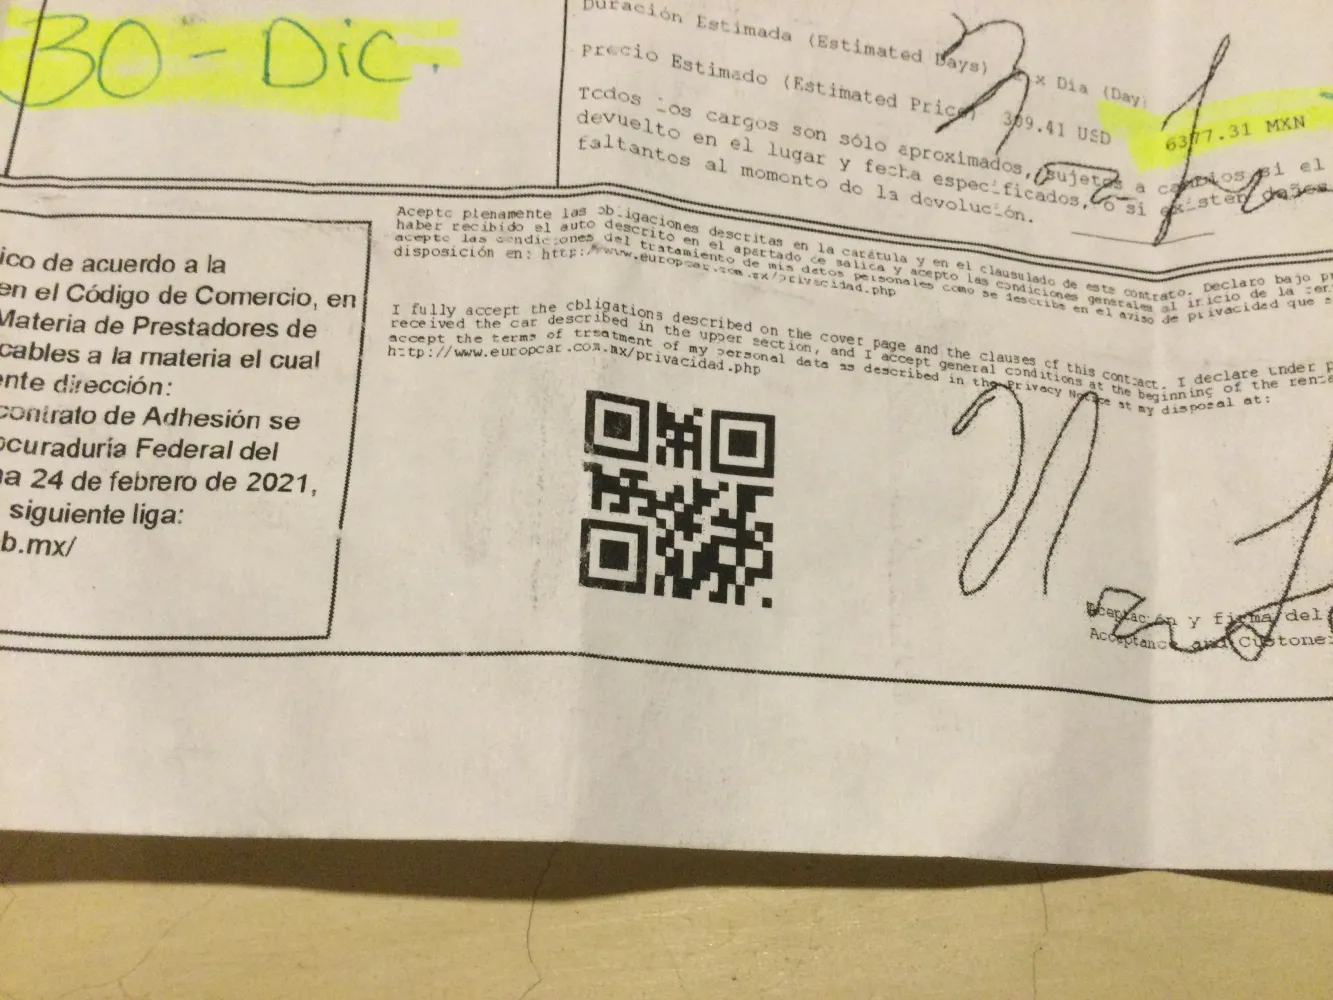 30 - Dic.
Duración Estimada (Estimated Days) x Dia (Day)
Precio Estimado (Estimated Price) 309.41 USD 6377.31 MXN
Todos los cargos son sólo aproximados, sujetos a cambios si el
devuelto en el lugar y fecha especificados, o si existen daños
faltantos al momento de la devolución.
ico de acuerdo a la
en el Código de Comercio, en
Materia de Prestadores de
cables a la materia el cual
ente dirección:
contrato de Adhesión se
ocuraduría Federal del
na 24 de febrero de 2021,
siguiente liga:
b.mx/
Acepto plenamente las obligaciones descritas en la carátula y en el clausulado de este contrato. Declaro bajo
haber recibido el auto descrito en el apartado de salica y acepto las condiciones generales al inicio de la
acepto las condiciones del tratamiento de mis datos personales como se describe en el aviso de privacidad que
disposición en: http://www.europcar.com.mx/privacidad.php
I fully accept the obligations described on the cover page and the clauses of this contract. I declare under
received the car described in the upper section, and I accept general conditions at the beginning of the
accept the terms of treatment of my personal data as described in the Privacy Notice at my disposal at:
http://www.europcar.com.mx/privacidad.php
Aceptación y firma del
Acceptance and Customer